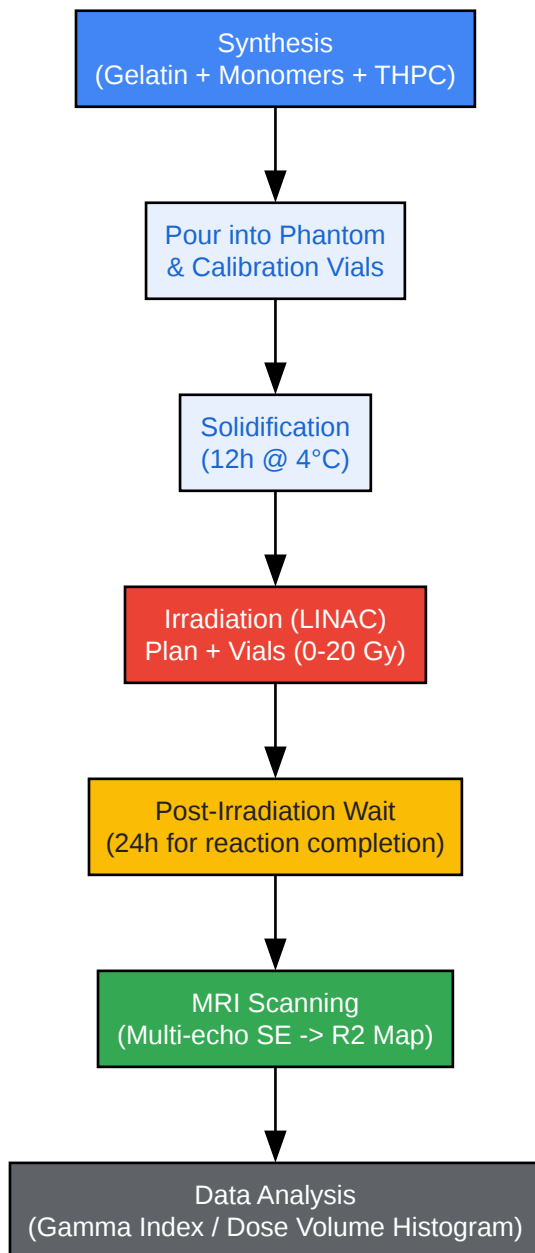 Synthesis
(Gelatin + Monomers + THPC)
Pour into Phantom
& Calibration Vials
Solidification
(12h @ 4°C)
Irradiation (LINAC)
Plan + Vials (0-20 Gy)
Post-Irradiation Wait
(24h for reaction completion)
MRI Scanning
(Multi-echo SE -> R2 Map)
Data Analysis
(Gamma Index / Dose Volume Histogram)